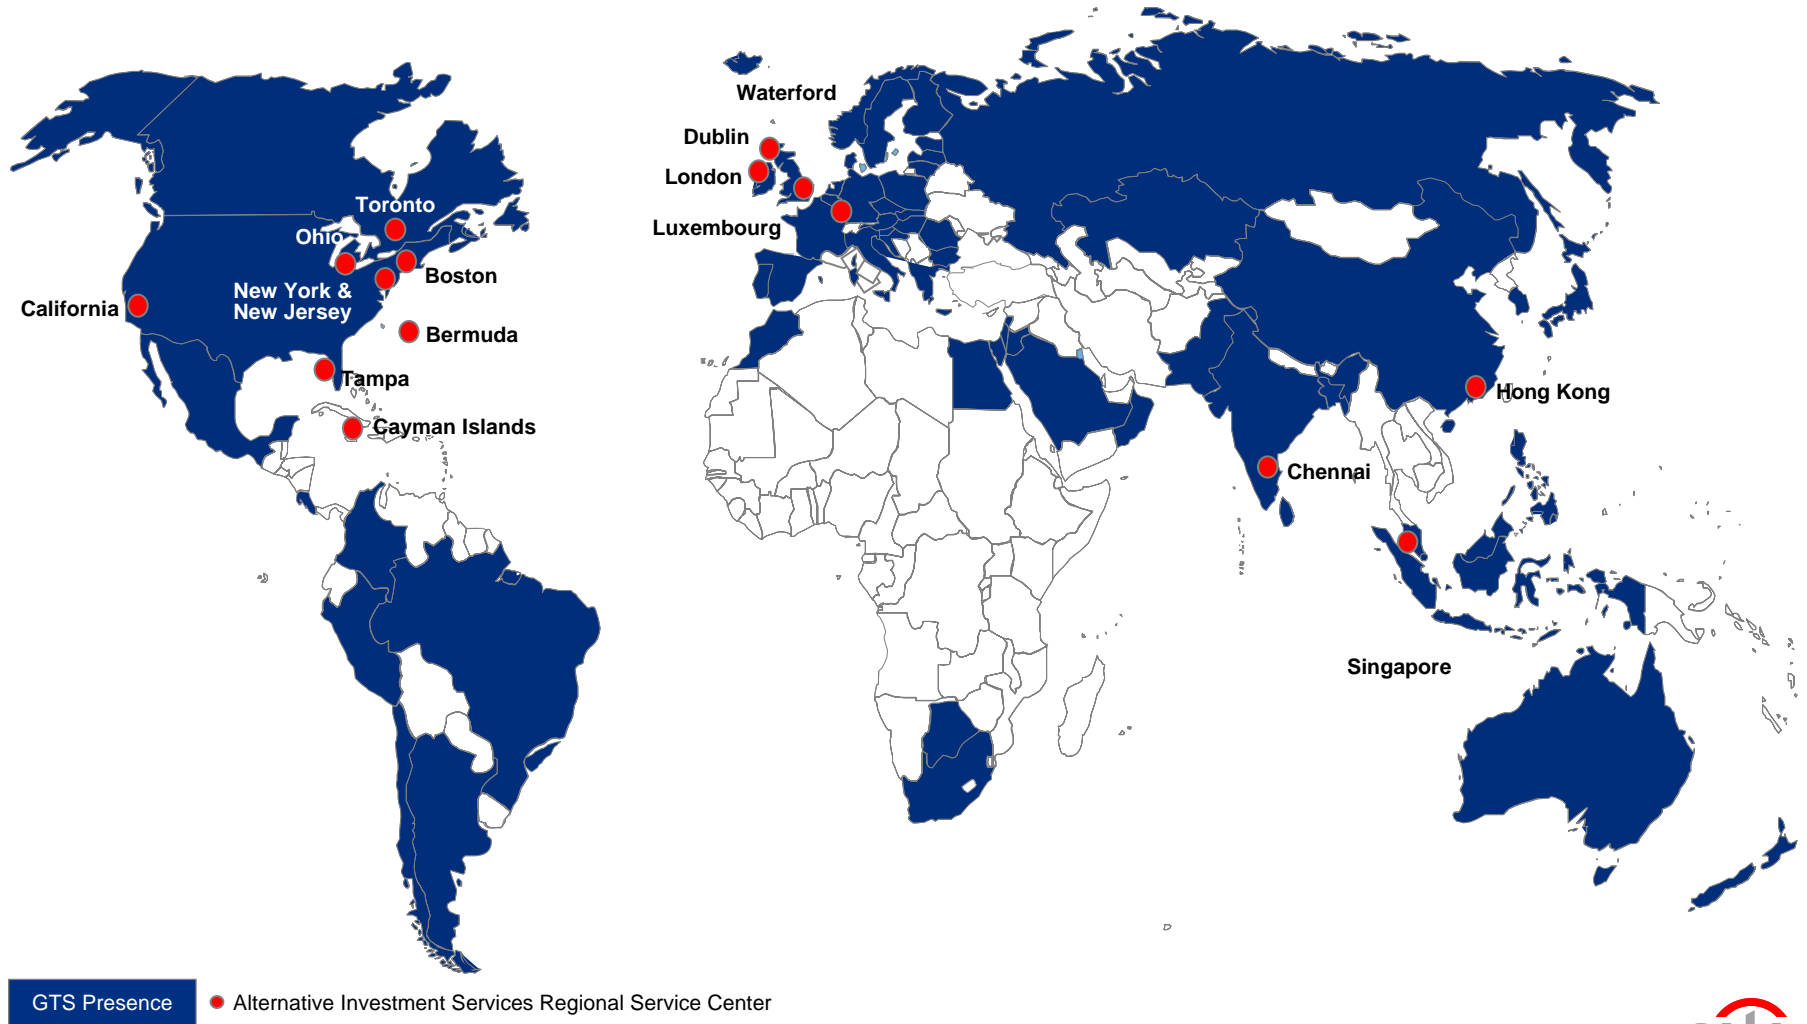 Waterford
Dublin
London
Luxembourg
Toronto
Ohio
Boston
New York &
New Jersey
California
Bermuda
Tampa
Cayman Islands
Hong Kong
Chennai
Singapore
GTS Presence
Alternative Investment Services Regional Service Center